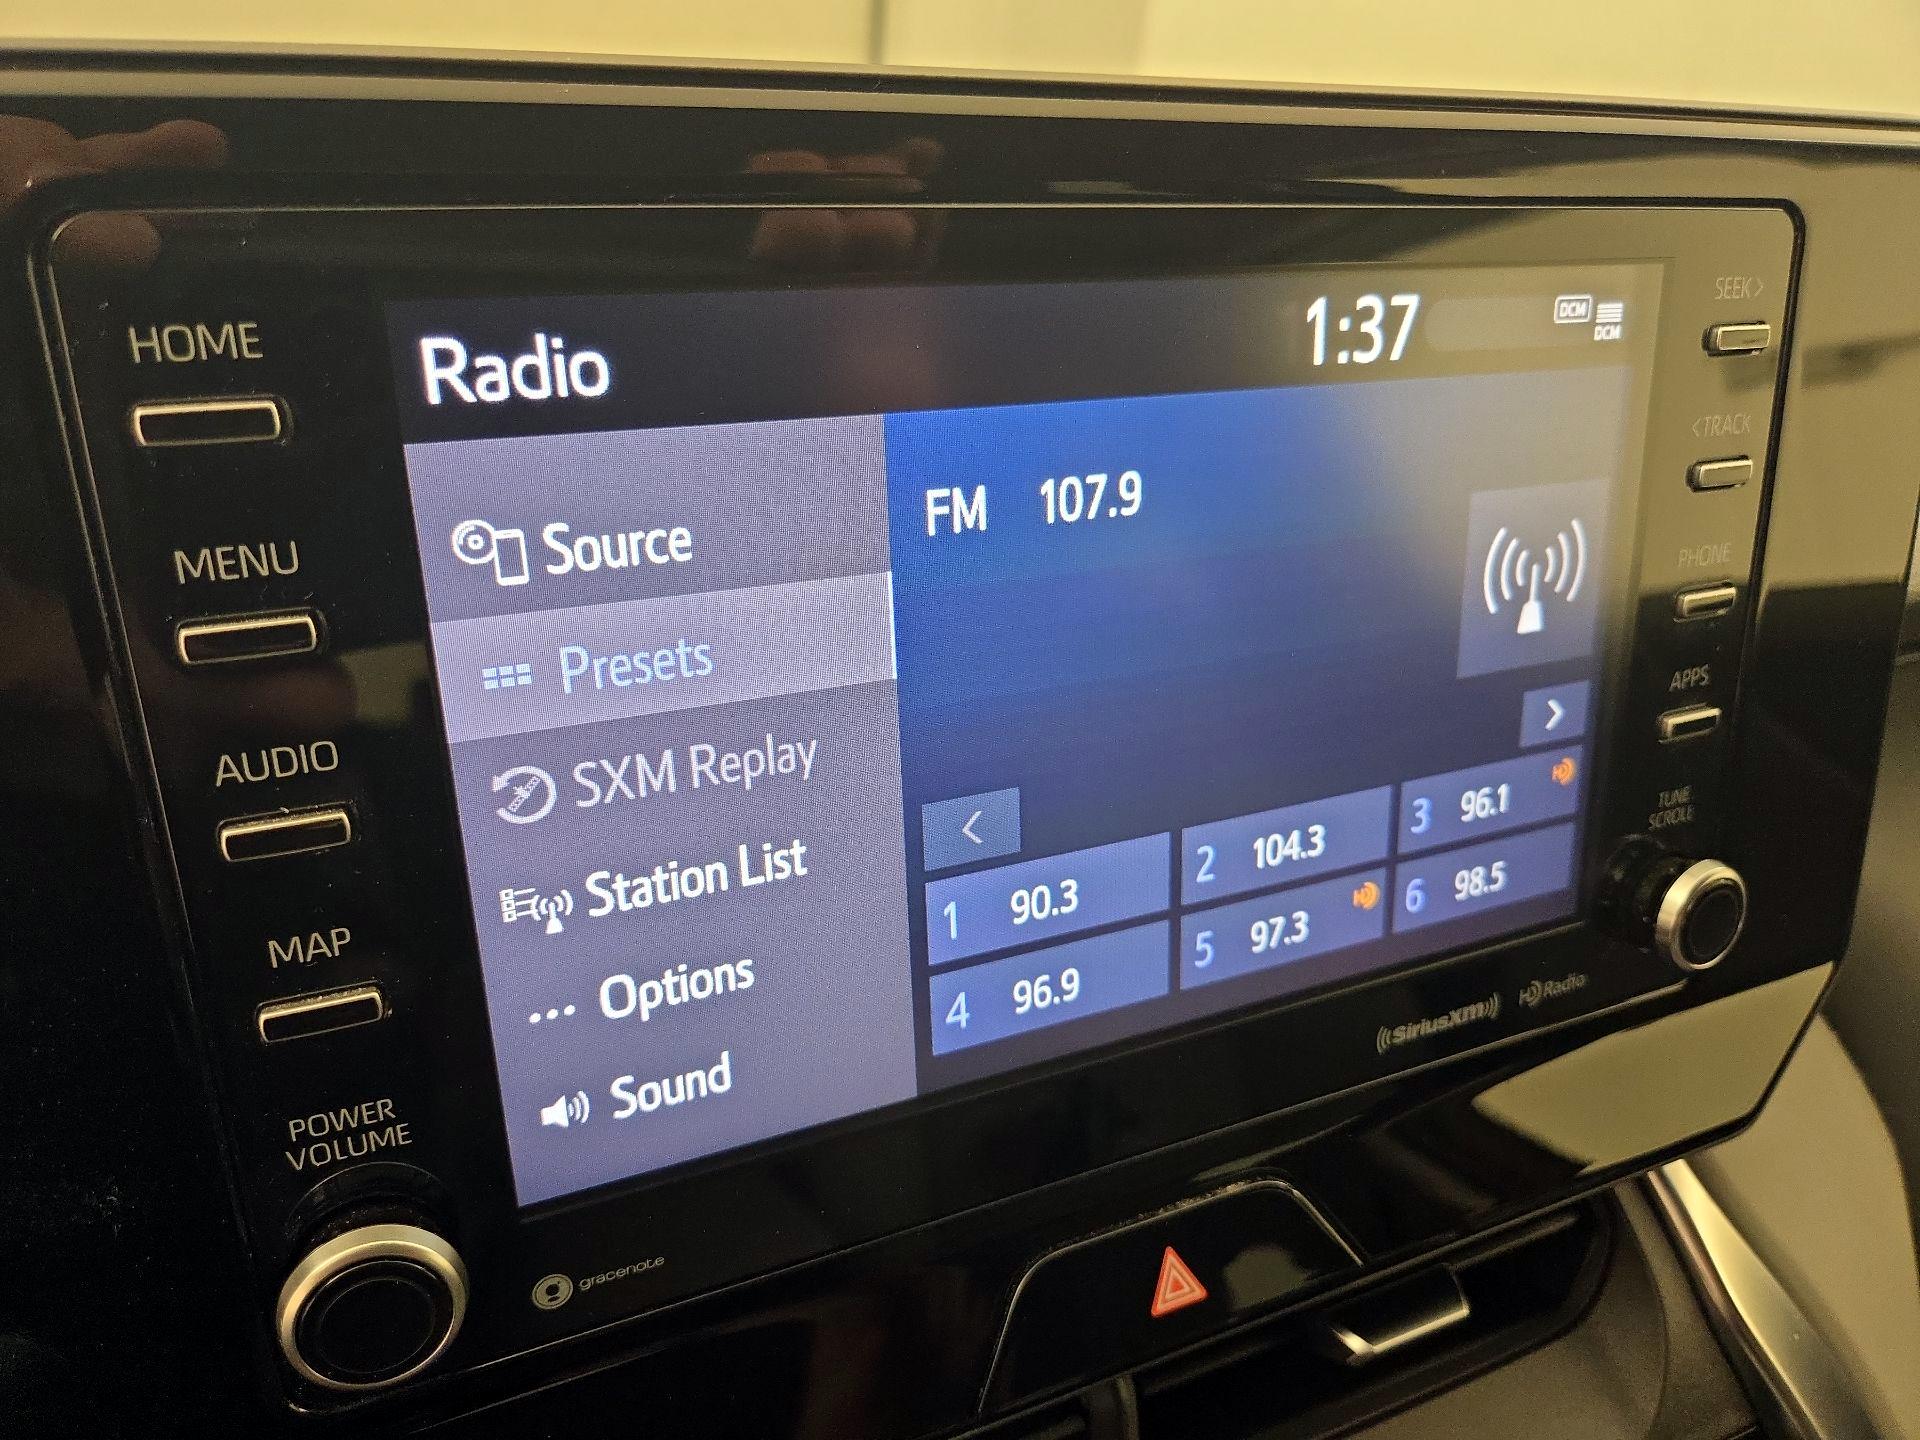 HOME
MENU
AUDIO
MAP
POWER
VOLUME
Radio
1:37
DCM
DCM
Source
Presets
SXM Replay
Station List
... Options
Sound
FM 107.9
>
<
1 90.3
2 104.3
3 96.1
4 96.9
5 97.3
6 98.5
SEEK >
< TRACK
PHONE
APPS
TUNE
SCROLL
gracenote
((SiriusXM))
HD Radio